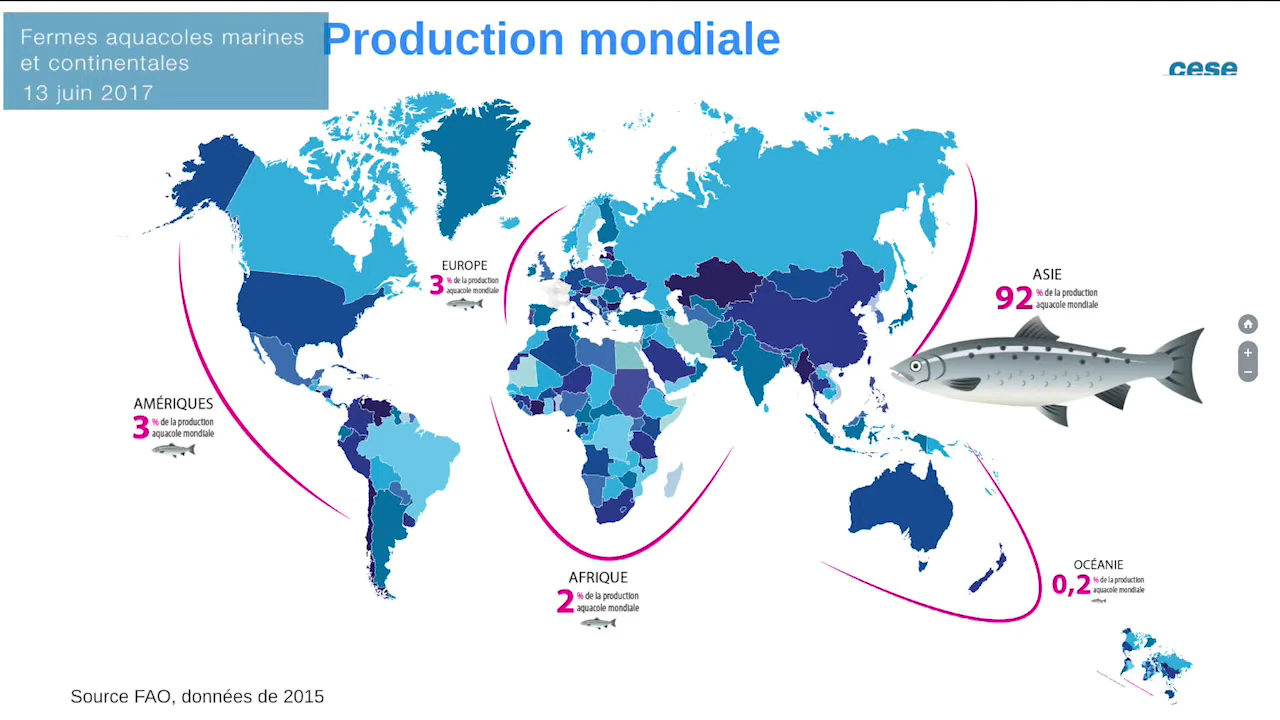 Fermes aquacoles marines
et continentales
13 juin 2017
Production mondiale
cese
EUROPE
3 % de la production
aquacole mondiale
ASIE
92 % de la production
aquacole mondiale
AMÉRIQUES
3 % de la production
aquacole mondiale
AFRIQUE
2 % de la production
aquacole mondiale
OCÉANIE
0,2 % de la production
aquacole mondiale
Source FAO, données de 2015